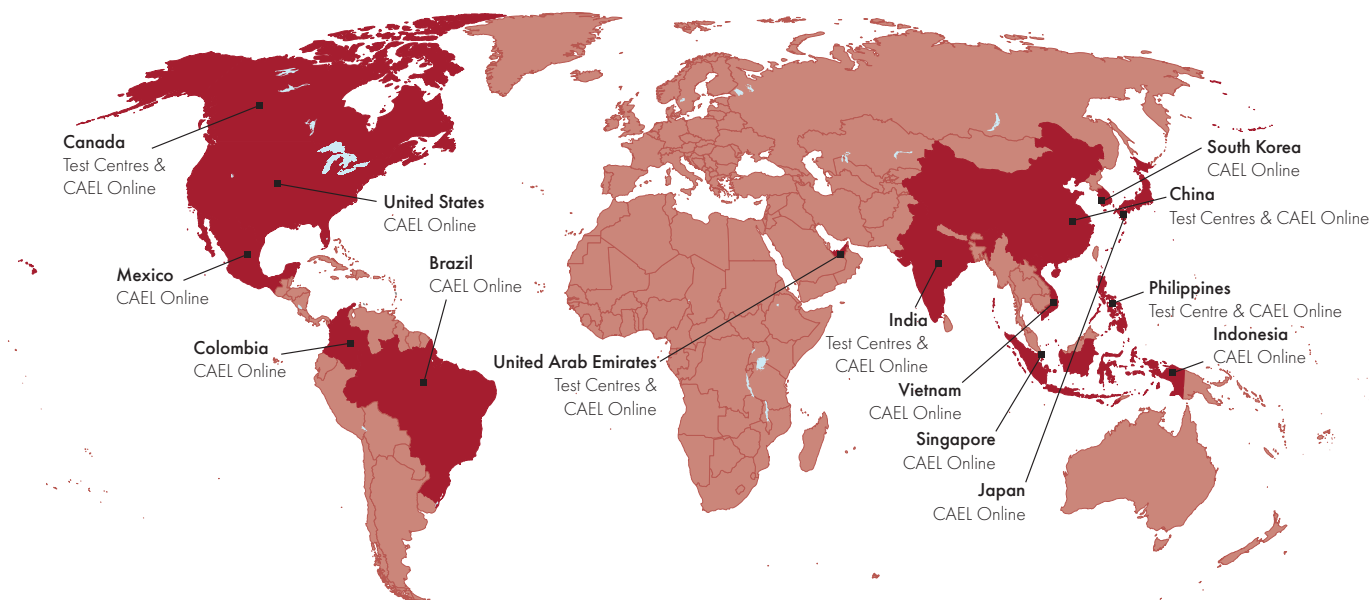 Canada
Test Centres &
CAEL Online
United States
CAEL Online
Mexico
CAEL Online
Brazil
CAEL Online
Colombia
CAEL Online
United Arab Emirates
Test Centres &
CAEL Online
South Korea
CAEL Online
China
Test Centres & CAEL Online
Philippines
Test Centre & CAEL Online
Indonesia
CAEL Online
India
Test Centres &
CAEL Online
Vietnam
CAEL Online
Singapore
CAEL Online
Japan
CAEL Online